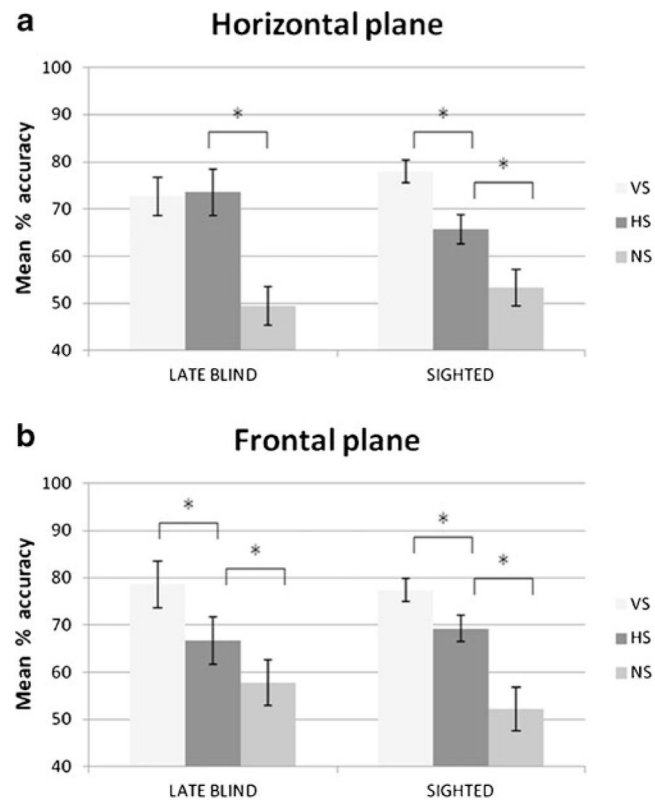 a
Horizontal plane
Mean % accuracy
100
90
80
70
60
50
40
*
*
*
LATE BLIND
SIGHTED
VS
HS
NS
b
Frontal plane
Mean % accuracy
100
90
80
70
60
50
40
*
*
*
*
LATE BLIND
SIGHTED
VS
HS
NS